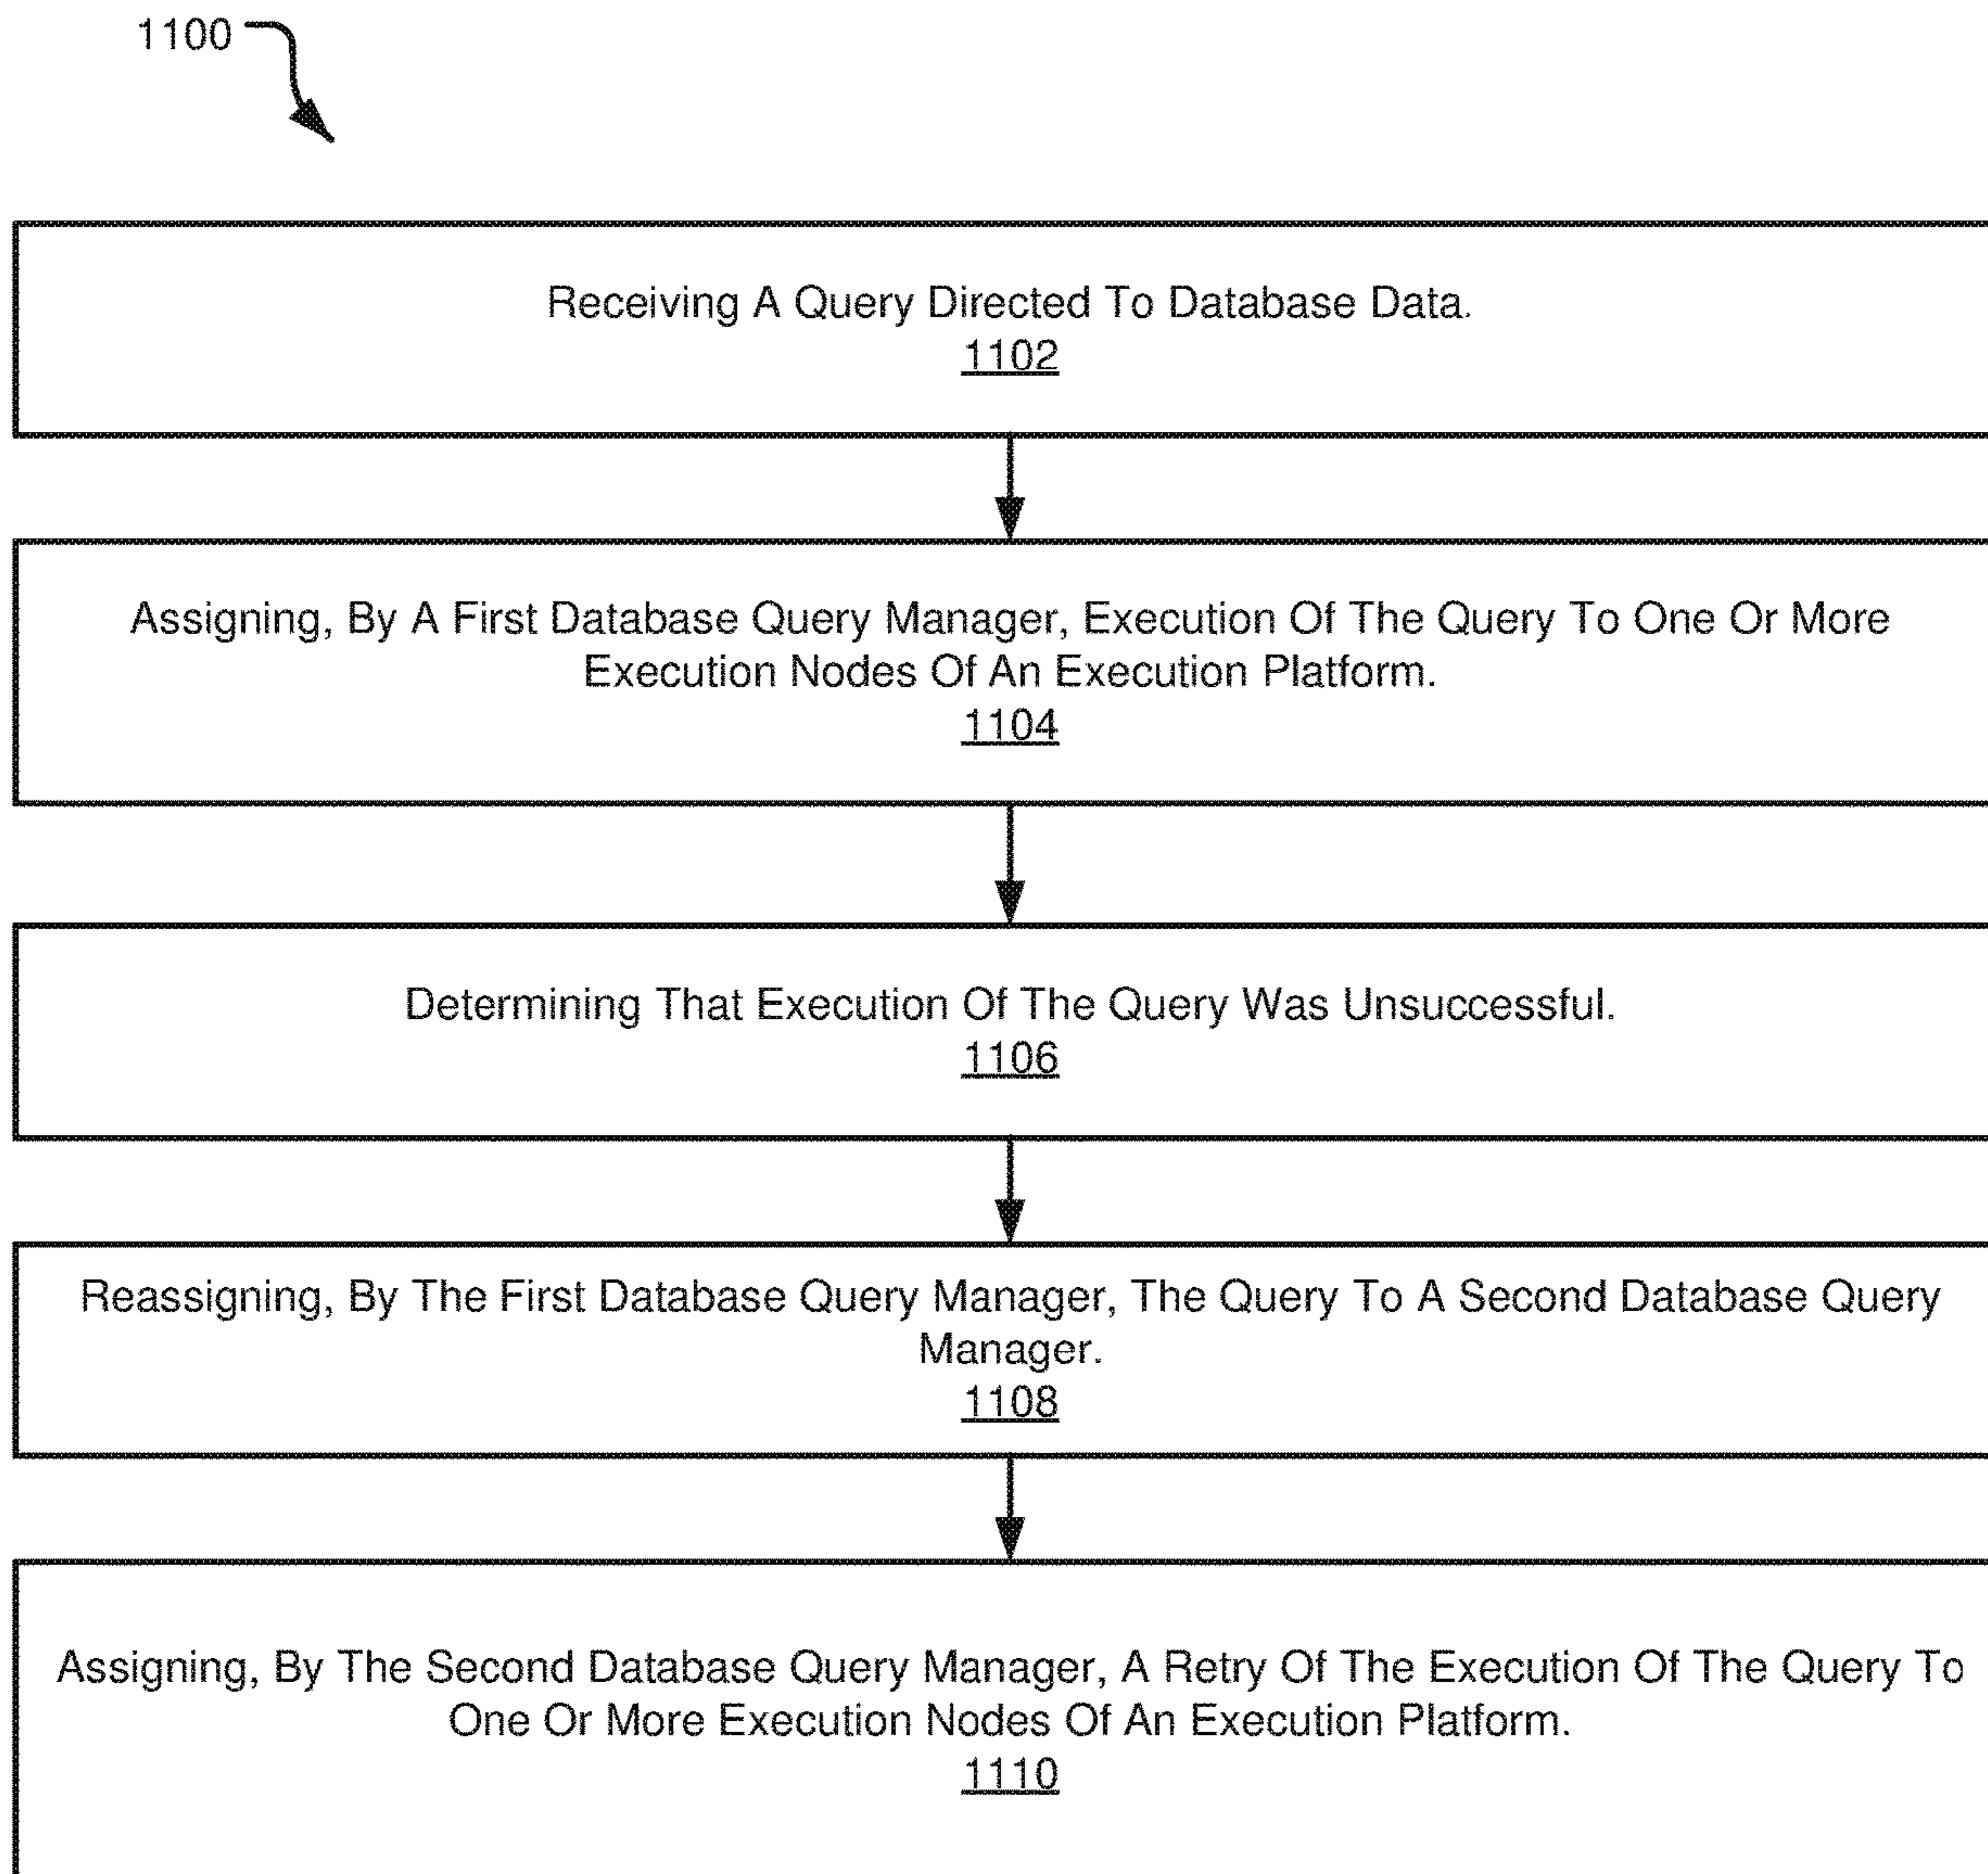 1100
Receiving A Query Directed To Database Data.
1102
Assigning, By A First Database Query Manager, Execution Of The Query To One Or More
Execution Nodes Of An Execution Platform.
1104
Determining That Execution Of The Query Was Unsuccessful.
1106
Reassigning, By The First Database Query Manager, The Query To A Second Database Query
Manager.
1108
Assigning, By The Second Database Query Manager, A Retry Of The Execution Of The Query To
One Or More Execution Nodes Of An Execution Platform.
1110